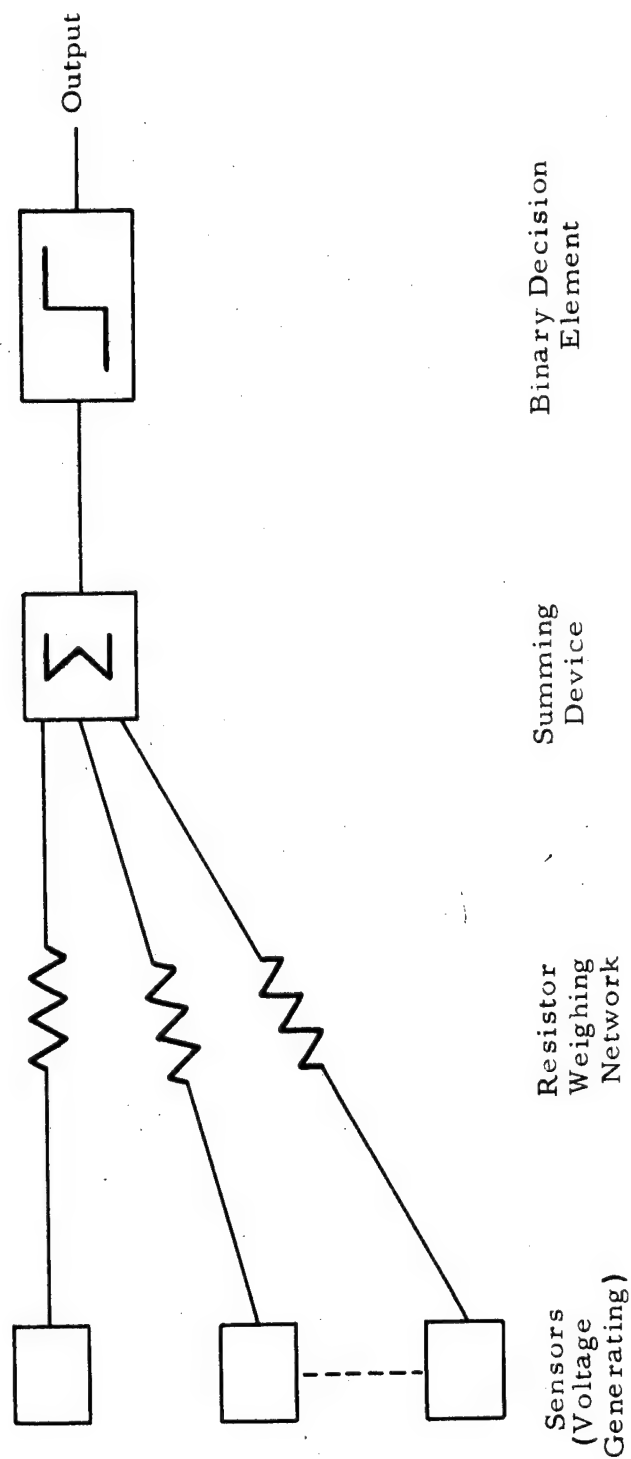 Output
Σ
Sensors
(Voltage
Generating)
Resistor
Weighing
Network
Summing
Device
Binary Decision
Element